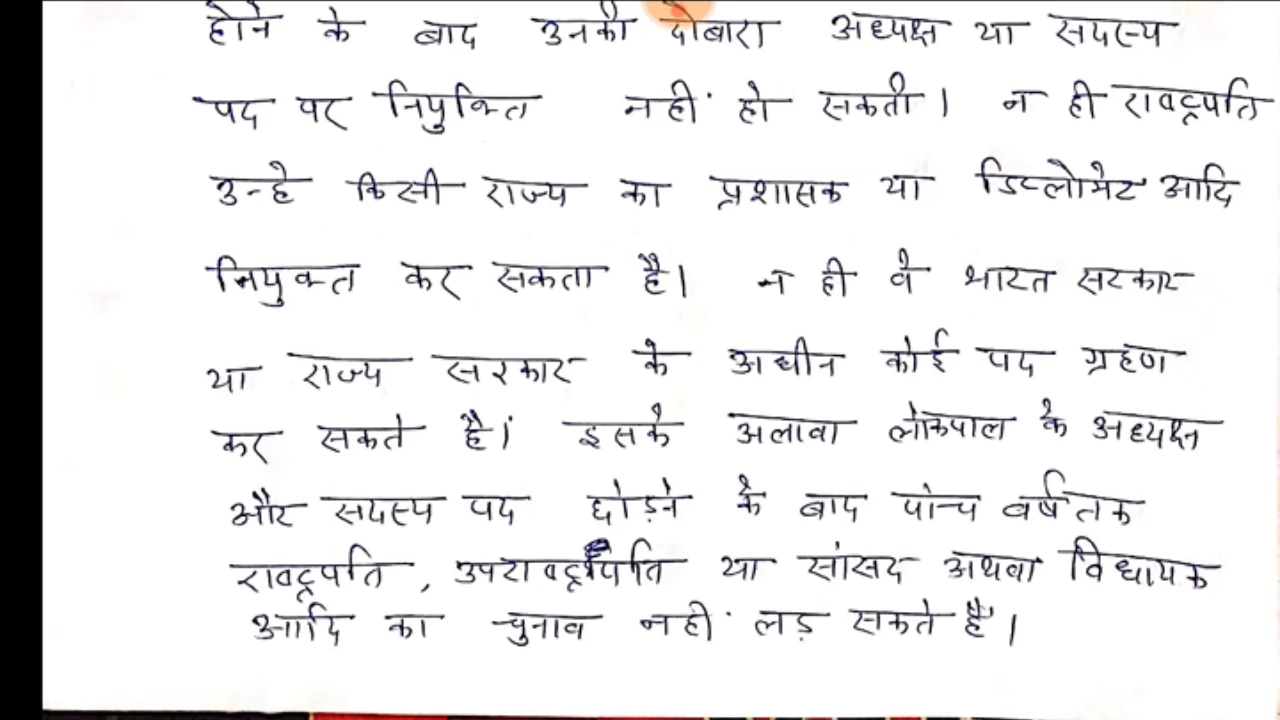 होने के बाद उनकी दोबारा अध्यक्ष या सदस्य
पद पर नियुक्ति नहीं हो सकती। न ही राष्ट्रपति
उन्हे किसी राज्य का प्रशासक या डिप्लोमेट आदि
नियुक्त कर सकता है। न ही वे भारत सरकार
या राज्य सरकार के अधीन कोई पद ग्रहण
कर सकते है। इसके अलावा लोकपाल के अध्यक्ष
और सदस्य पद छोड़ने के बाद पांच वर्ष तक
राष्ट्रपति, उपराष्ट्रपति या सांसद अथवा विधायक
आदि का चुनाव नहीं लड़ सकते हैं।